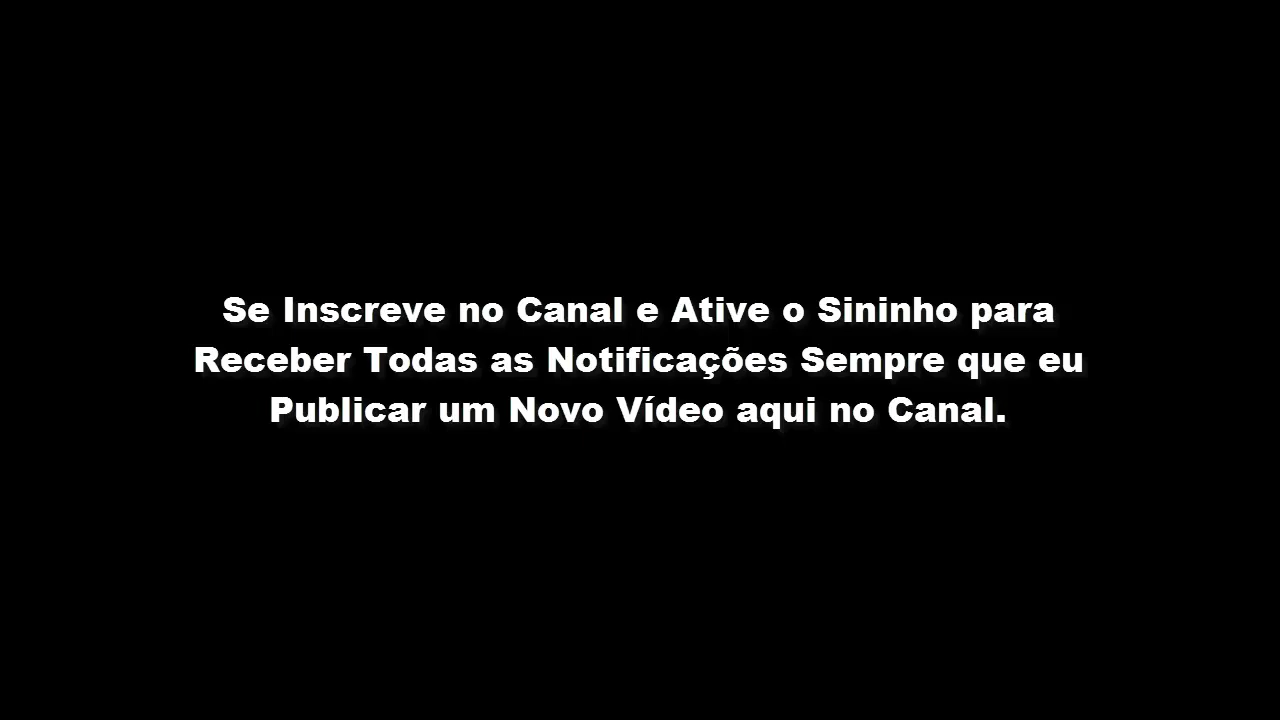 Se Inscreve no Canal e Ative o Sininho para
Receber Todas as Notificações Sempre que eu
Publicar um Novo Vídeo aqui no Canal.